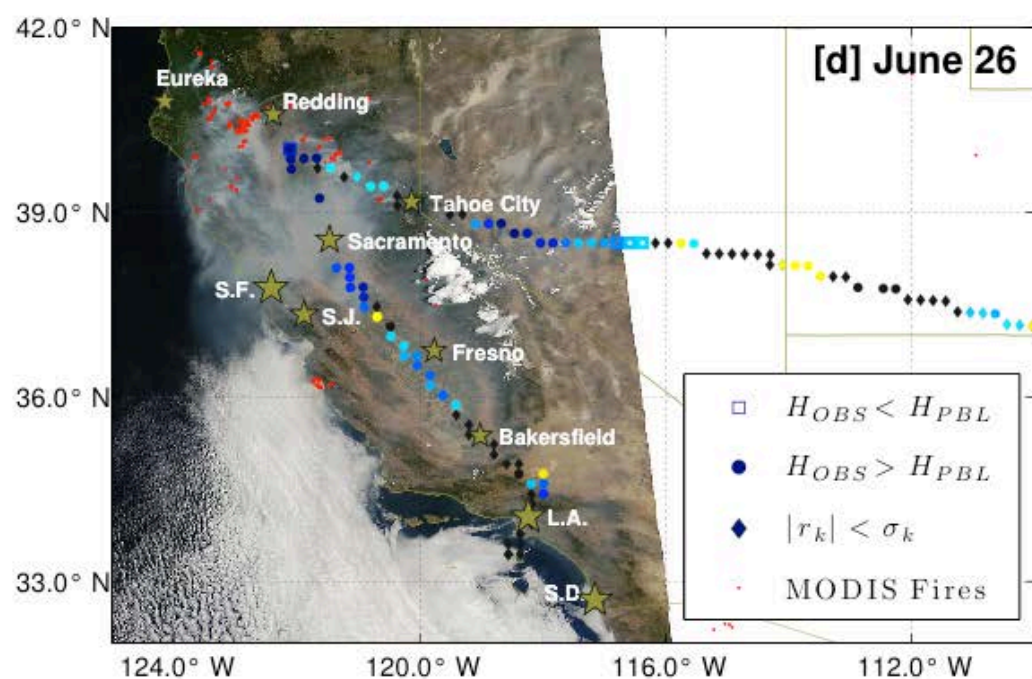 42.0° N
[d] June 26
Eureka
Redding
39.0° N
Tahoe City
Sacramento
S.F.
S.J.
Fresno
36.0° N
Bakersfield
L.A.
33.0° N
S.D.
H_OBS < H_PBL
H_OBS > H_PBL
|r_k| < σ_k
MODIS Fires
124.0° W
120.0° W
116.0° W
112.0° W